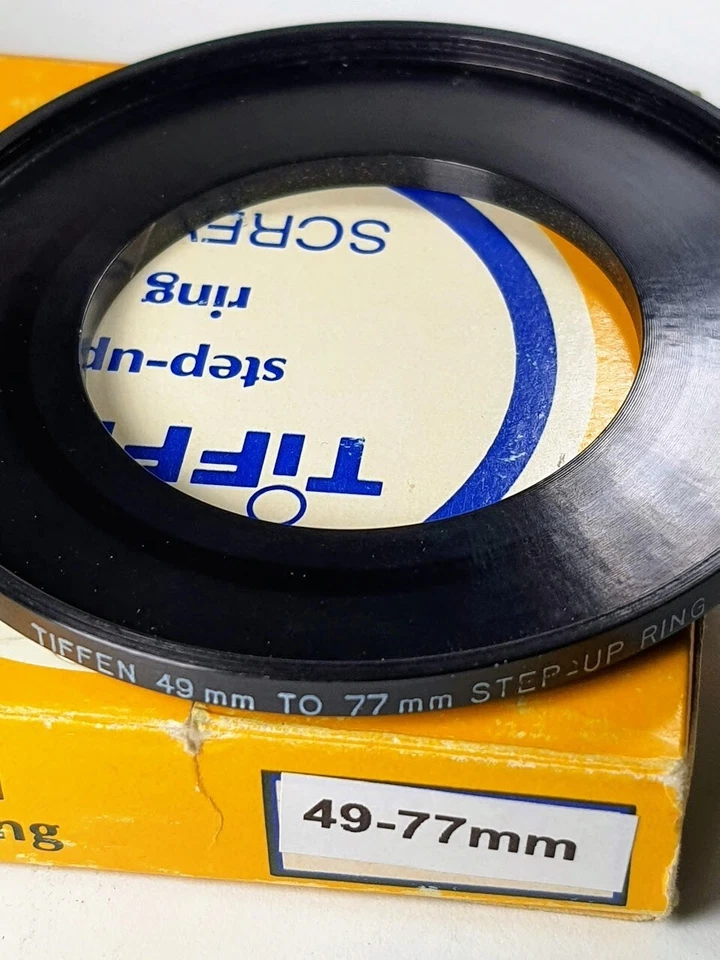 SCREW
ring
step-up
TiFF
TIFFEN 49 mm TO 77 mm STEP-UP RING
49-77mm
ng